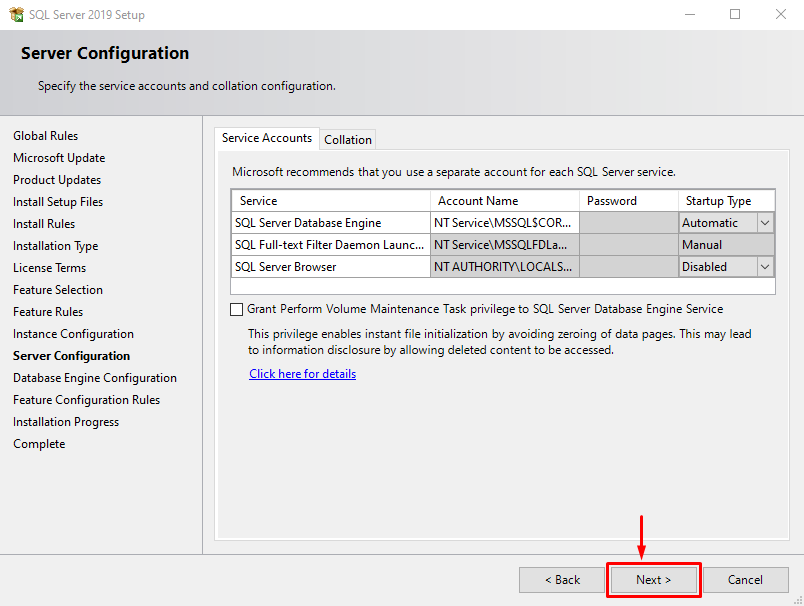 SQL Server 2019 Setup
Server Configuration
Specify the service accounts and collation configuration.
Global Rules
Microsoft Update
Product Updates
Install Setup Files
Install Rules
Installation Type
License Terms
Feature Selection
Feature Rules
Instance Configuration
Server Configuration
Database Engine Configuration
Feature Configuration Rules
Installation Progress
Complete
Service Accounts Collation
Microsoft recommends that you use a separate account for each SQL Server service.
Service Account Name Password Startup Type
SQL Server Database Engine NT Service\MSSQL$COR... Automatic
SQL Full-text Filter Daemon Launc... NT Service\MSSQLFDLa... Manual
SQL Server Browser NT AUTHORITY\LOCALS... Disabled
Grant Perform Volume Maintenance Task privilege to SQL Server Database Engine Service
This privilege enables instant file initialization by avoiding zeroing of data pages. This may lead
to information disclosure by allowing deleted content to be accessed.
Click here for details
< Back Next > Cancel